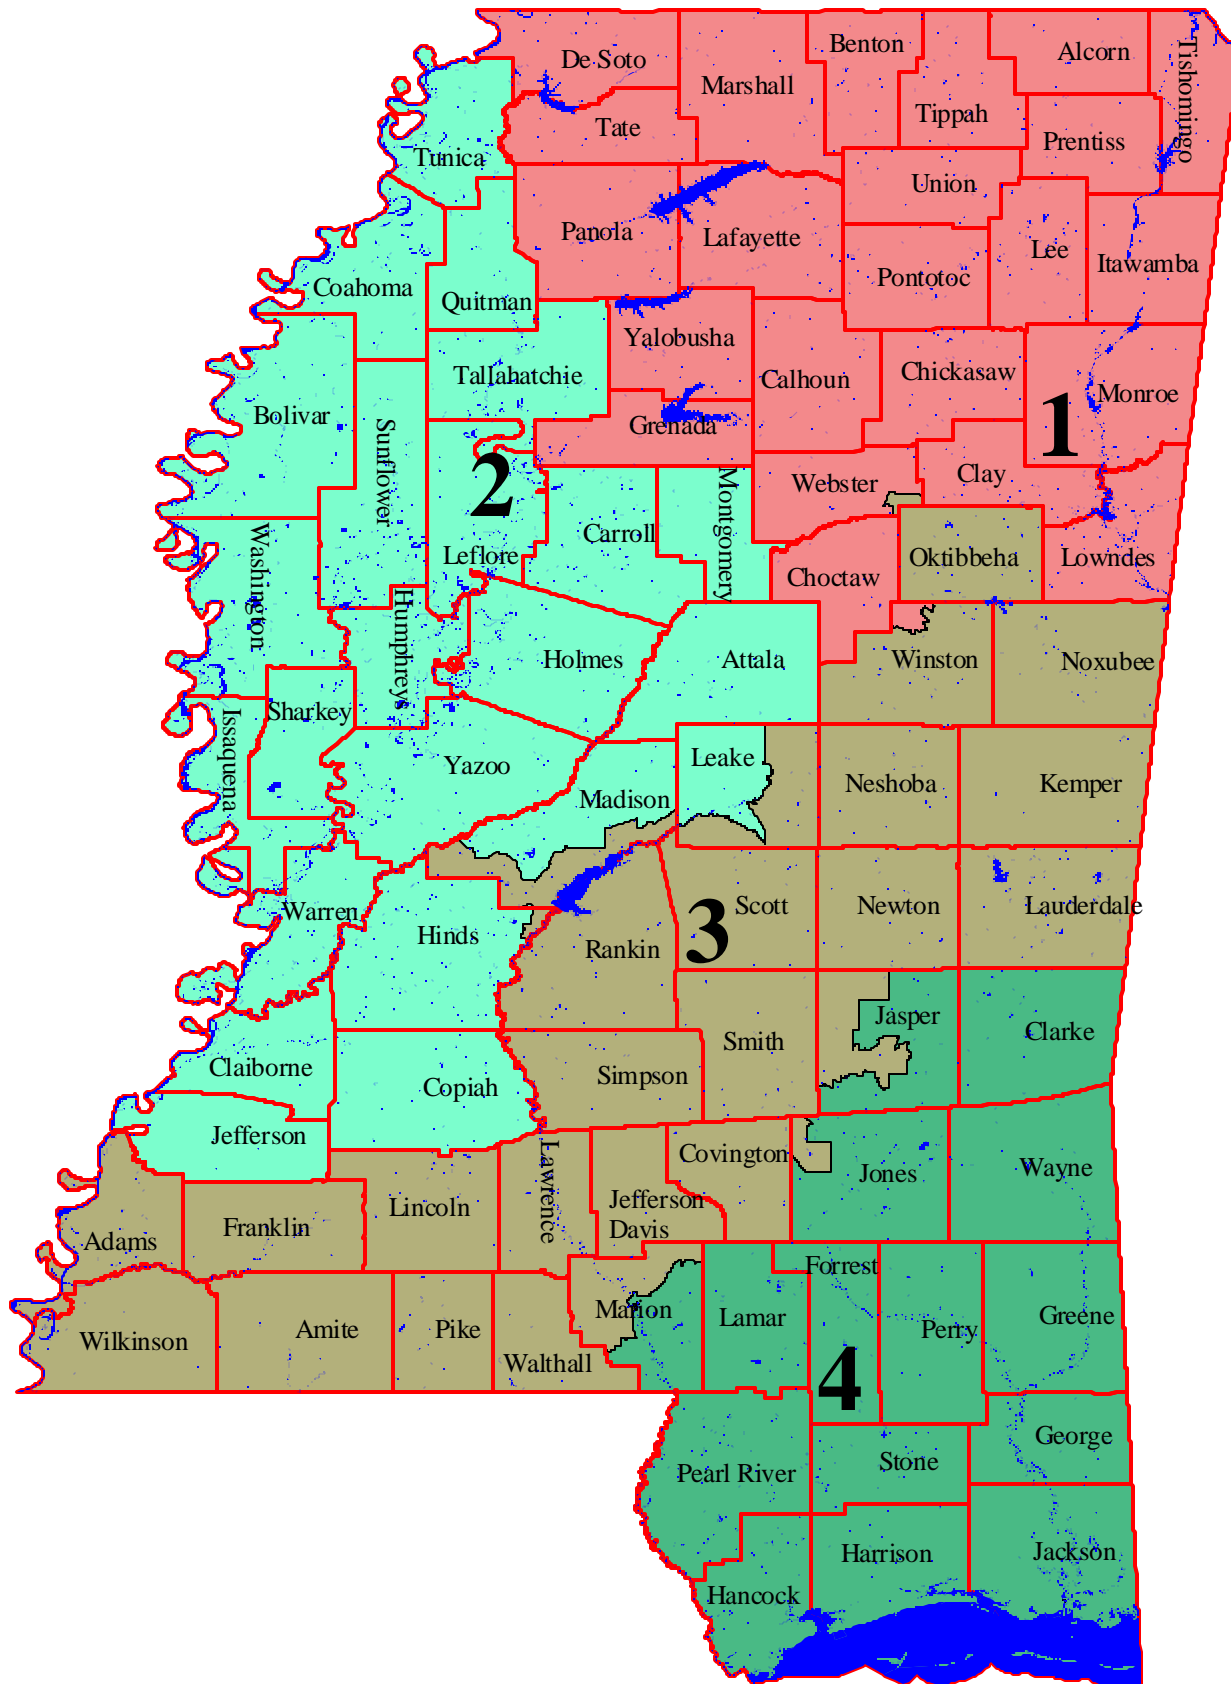 De Soto
Marshall
Benton
Alcorn
Tishomingo
Tate
Tippah
Prentiss
Tunica
Union
Panola
Lafayette
Pontotoc
Lee
Itawamba
Coahoma
Quitman
Yalobusha
Tallahatchie
Calhoun
Chickasaw
Monroe
1
Bolivar
Sunflower
Grenada
2
Webster
Clay
Montgomery
Carroll
Washington
Leflore
Choctaw
Oktibbeha
Lowndes
Humphreys
Holmes
Attala
Winston
Noxubee
Sharkey
Issaquena
Yazoo
Leake
Madison
Neshoba
Kemper
Warren
Hinds
Rankin
3
Scott
Newton
Lauderdale
Jasper
Clarke
Smith
Claiborne
Copiah
Simpson
Jefferson
Lawrence
Covington
Jones
Wayne
Lincoln
Jefferson
Davis
Adams
Franklin
Forrest
Wilkinson
Amite
Pike
Walthall
Marion
Lamar
Perry
Greene
4
George
Pearl River
Stone
Harrison
Jackson
Hancock